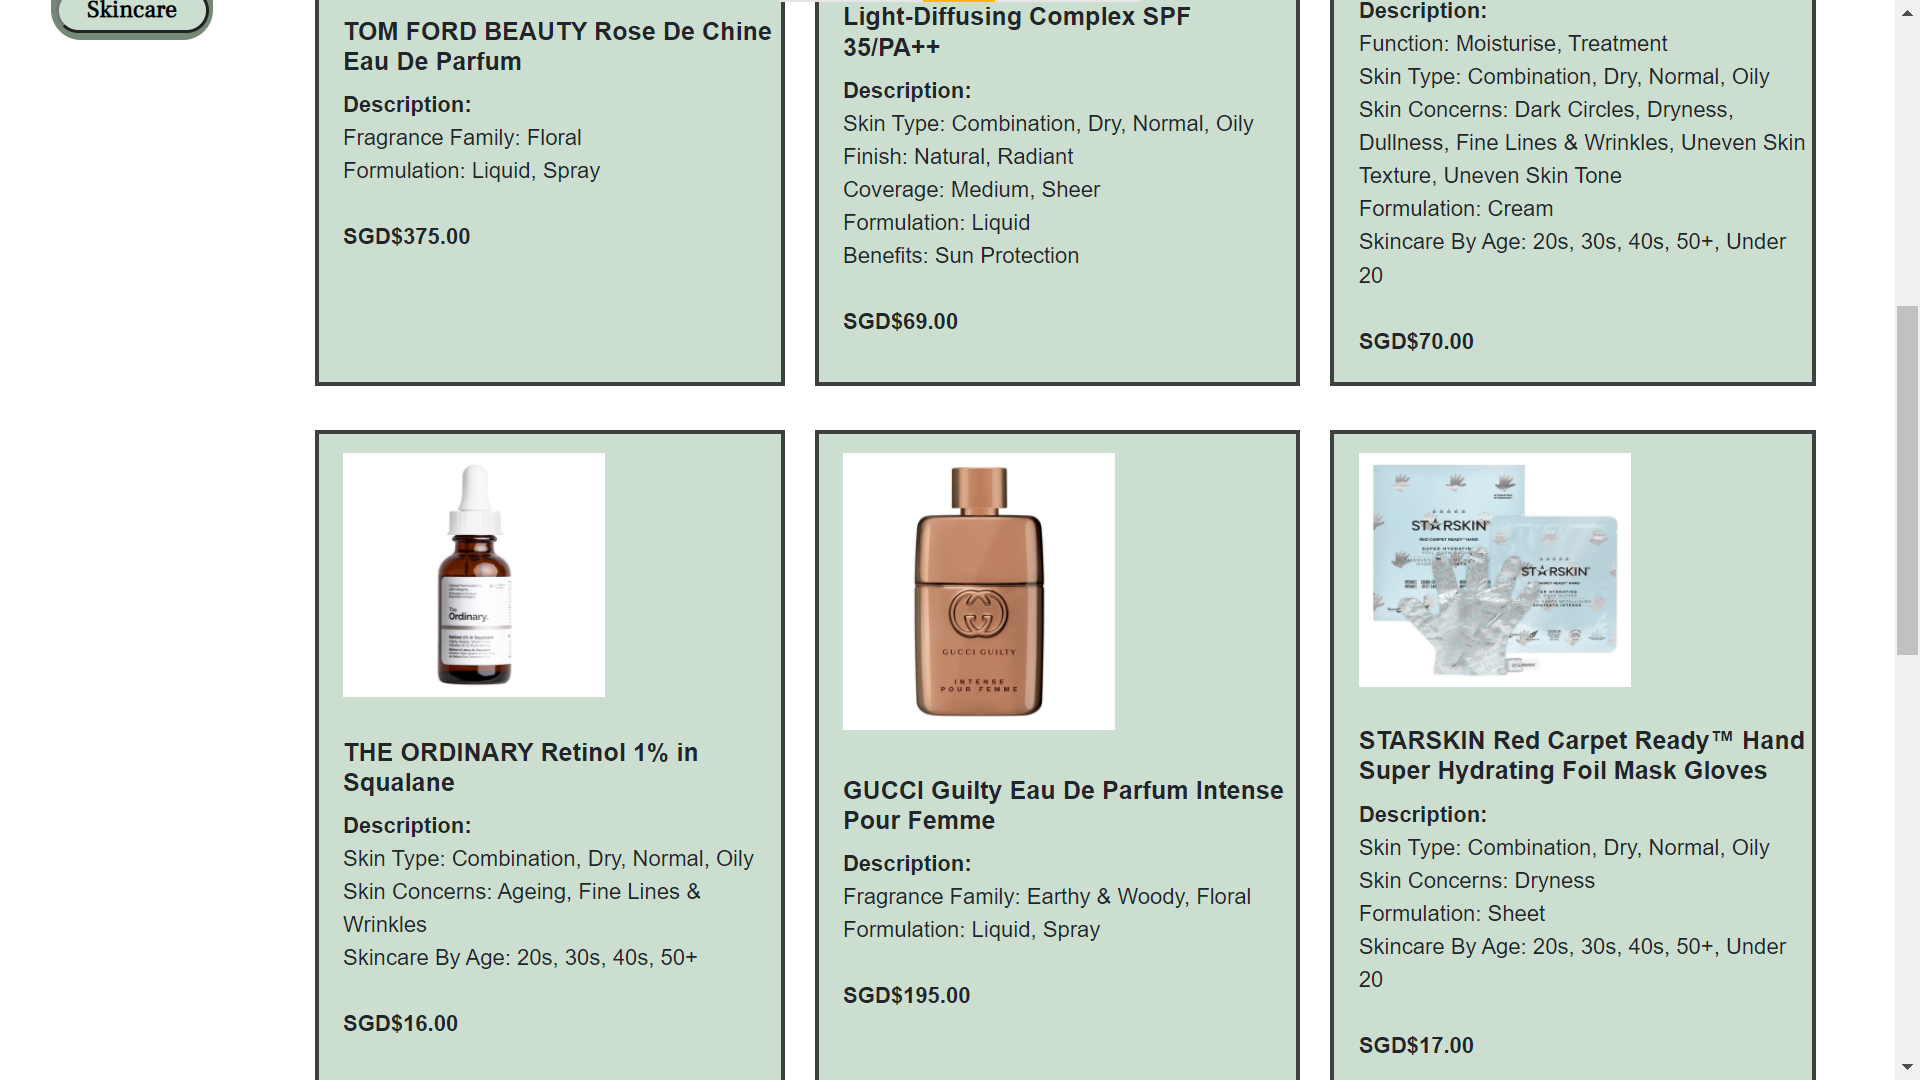 Skincare
TOM FORD BEAUTY Rose De Chine
Eau De Parfum
Description:
Fragrance Family: Floral
Formulation: Liquid, Spray
SGD$375.00
Light-Diffusing Complex SPF
35/PA++
Description:
Skin Type: Combination, Dry, Normal, Oily
Finish: Natural, Radiant
Coverage: Medium, Sheer
Formulation: Liquid
Benefits: Sun Protection
SGD$69.00
Description:
Function: Moisturise, Treatment
Skin Type: Combination, Dry, Normal, Oily
Skin Concerns: Dark Circles, Dryness,
Dullness, Fine Lines & Wrinkles, Uneven Skin
Texture, Uneven Skin Tone
Formulation: Cream
Skincare By Age: 20s, 30s, 40s, 50+, Under
20
SGD$70.00
The
Ordinary.
THE ORDINARY Retinol 1% in
Squalane
Description:
Skin Type: Combination, Dry, Normal, Oily
Skin Concerns: Ageing, Fine Lines &
Wrinkles
Skincare By Age: 20s, 30s, 40s, 50+
SGD$16.00
GUCCI GUILTY
INTENSE
POUR FEMME
GUCCI Guilty Eau De Parfum Intense
Pour Femme
Description:
Fragrance Family: Earthy & Woody, Floral
Formulation: Liquid, Spray
SGD$195.00
STARSKIN
RED CARPET READY™ HAND
STARSKIN
STARSKIN Red Carpet Ready™ Hand
Super Hydrating Foil Mask Gloves
Description:
Skin Type: Combination, Dry, Normal, Oily
Skin Concerns: Dryness
Formulation: Sheet
Skincare By Age: 20s, 30s, 40s, 50+, Under
20
SGD$17.00